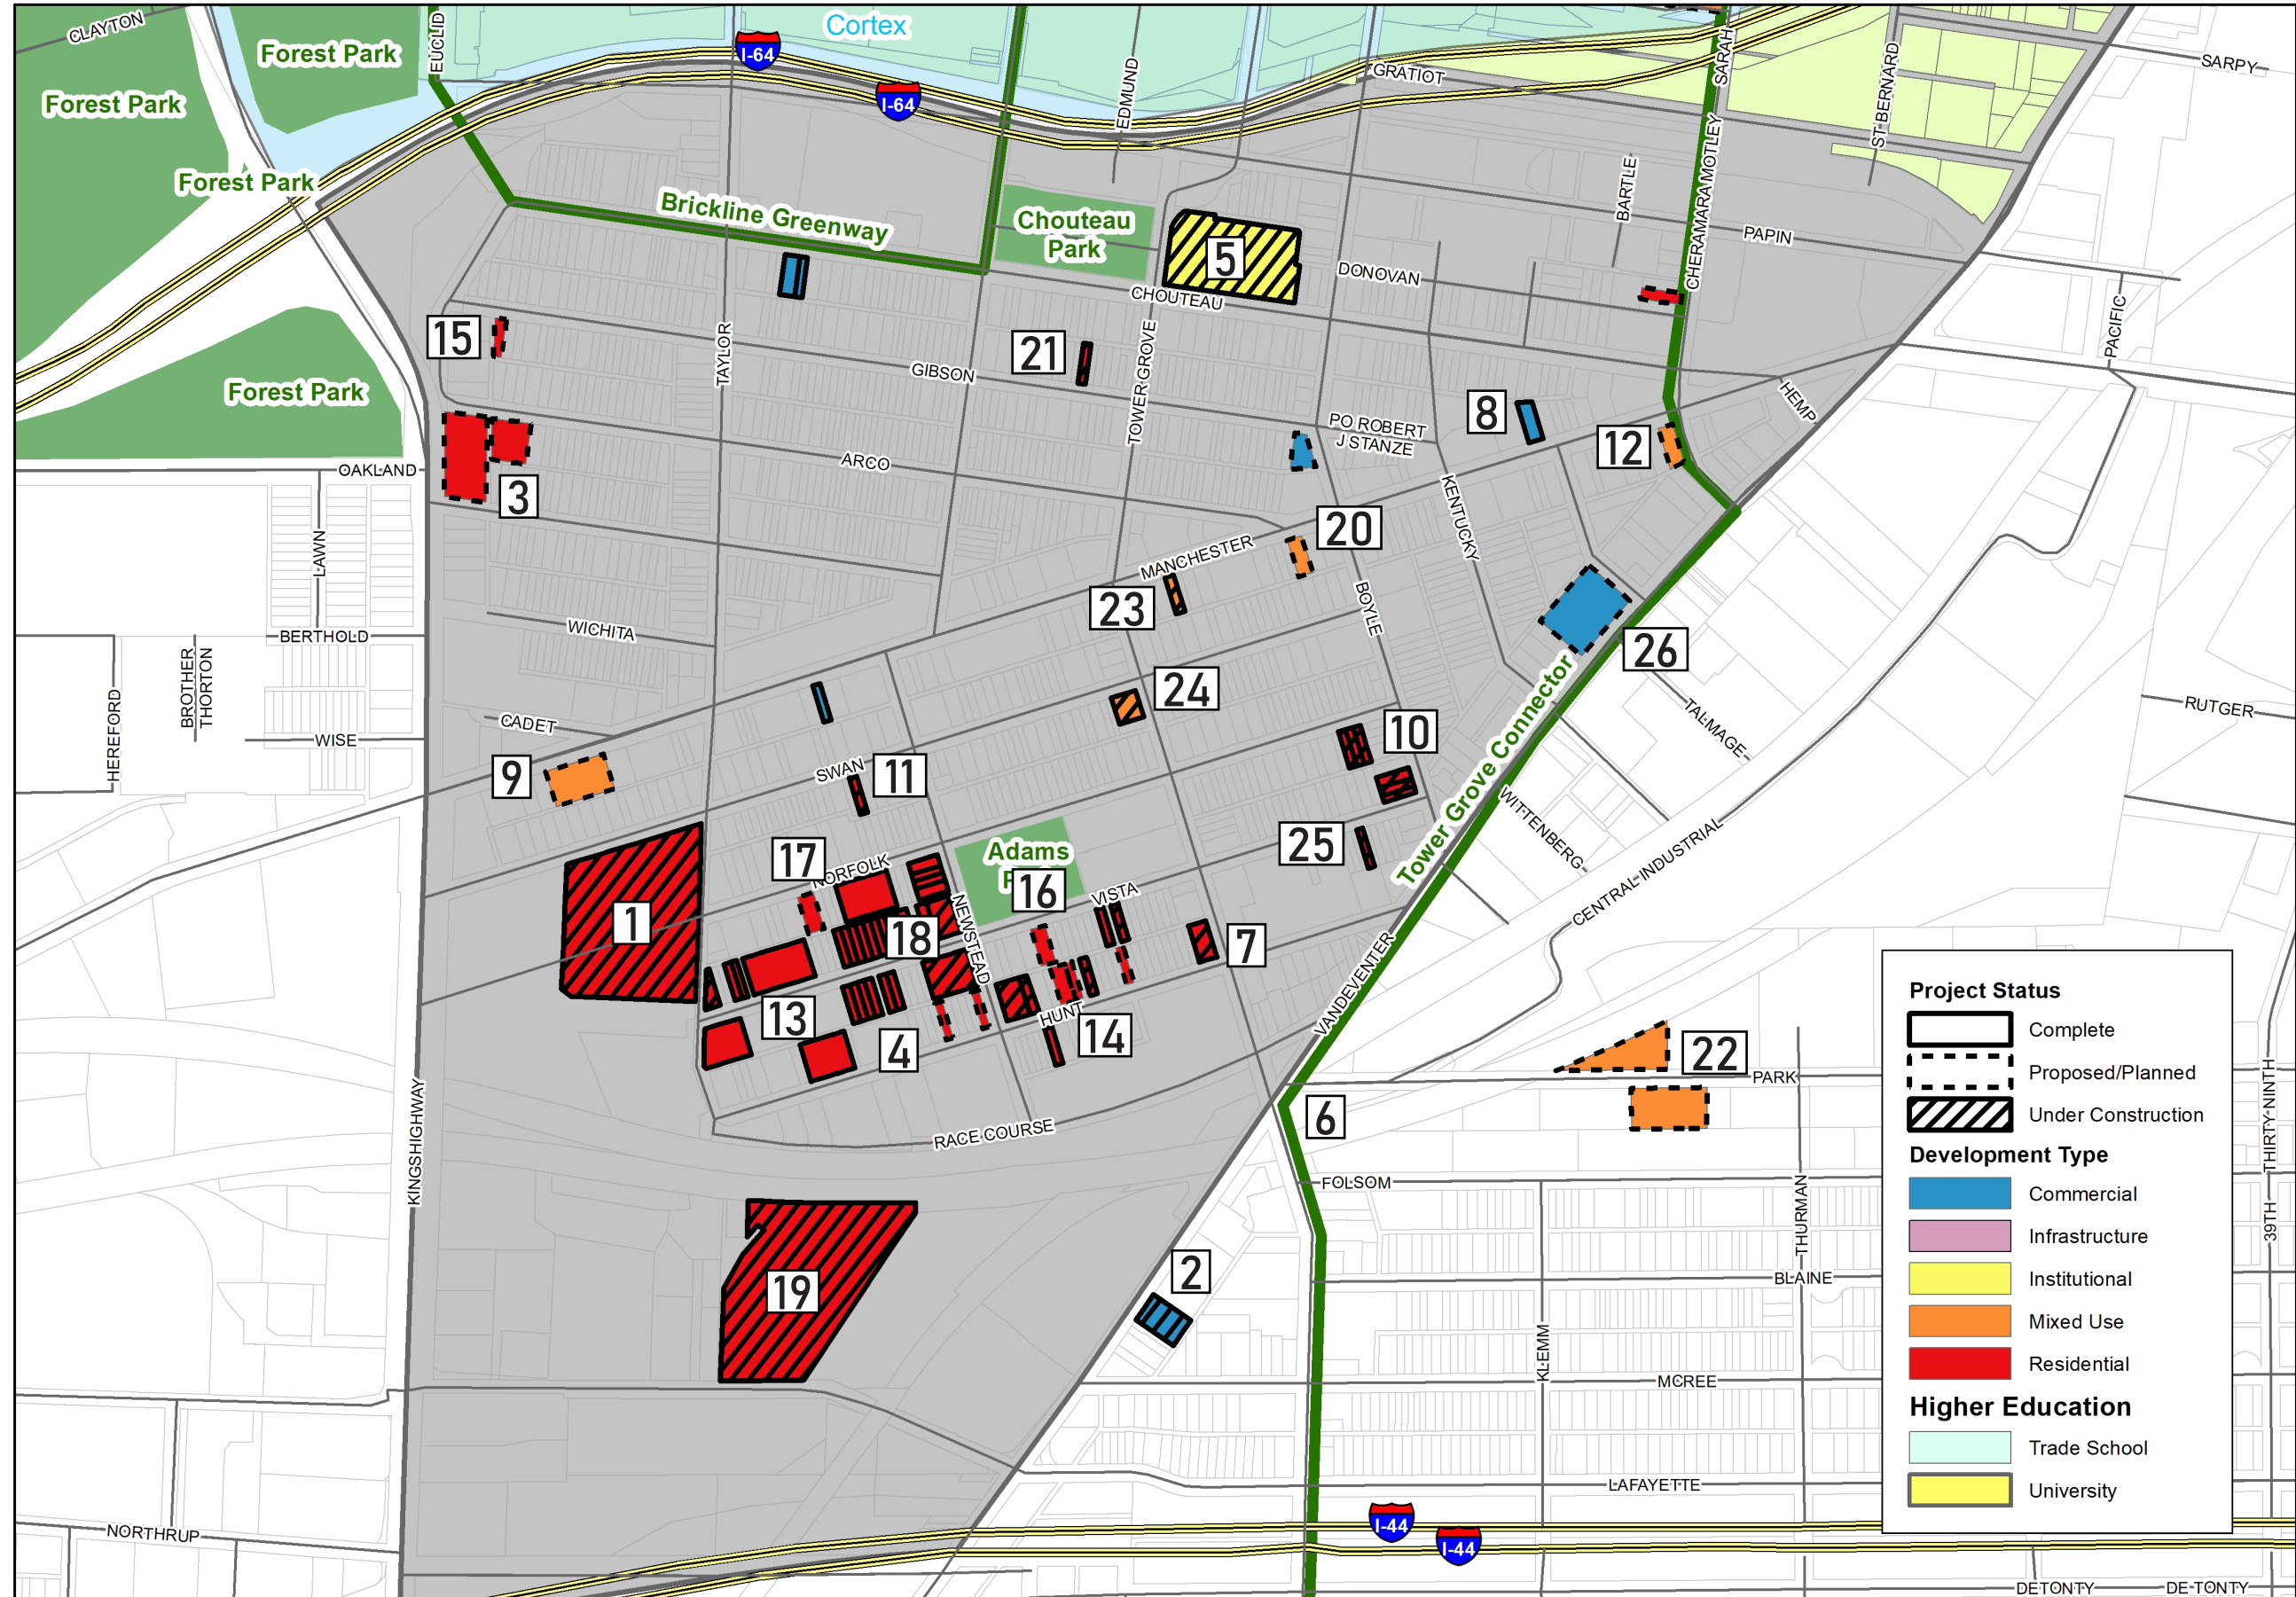 CLAYTON
Forest Park
EUCLID
I-64
Cortex
SARAH
SARPY
Forest Park
I-64
EDMUND
GRATIOT
ST BERNARD
Forest Park
Brickline Greenway
Chouteau
Park
5
BARTLE
CHERAMARA MOTLEY
PAPIN
DONOVAN
CHOUTEAU
PACIFIC
15
TAYLOR
21
TOWER GROVE
GIBSON
Forest Park
HEMP
8
PO ROBERT
J STANZE
12
OAKLAND
3
ARCO
KENTUCKY
LAWN
20
MANCHESTER
23
BOYLE
BERTHOLD
WICHITA
26
BROTHER
THORTON
HEREFORD
24
TALMAGE
RUTGER
WISE
CADET
10
Tower Grove Connector
9
SWAN
11
WITTENBERG
25
CENTRAL INDUSTRIAL
17
NORFOLK
Adams
16
VISTA
1
18
NEWSTEAD
7
VANDEVENTER
13
HUNT
14
4
22
PARK
6
KINGSHIGHWAY
RACE COURSE
THIRTY-NINTH
FOLSOM
THURMAN
39TH
19
2
BLAINE
KLEMM
MCREE
LAFAYETTE
I-44
I-44
NORTHRUP
DETONTY
DE TONTY
Project Status
Complete
Proposed/Planned
Under Construction
Development Type
Commercial
Infrastructure
Institutional
Mixed Use
Residential
Higher Education
Trade School
University